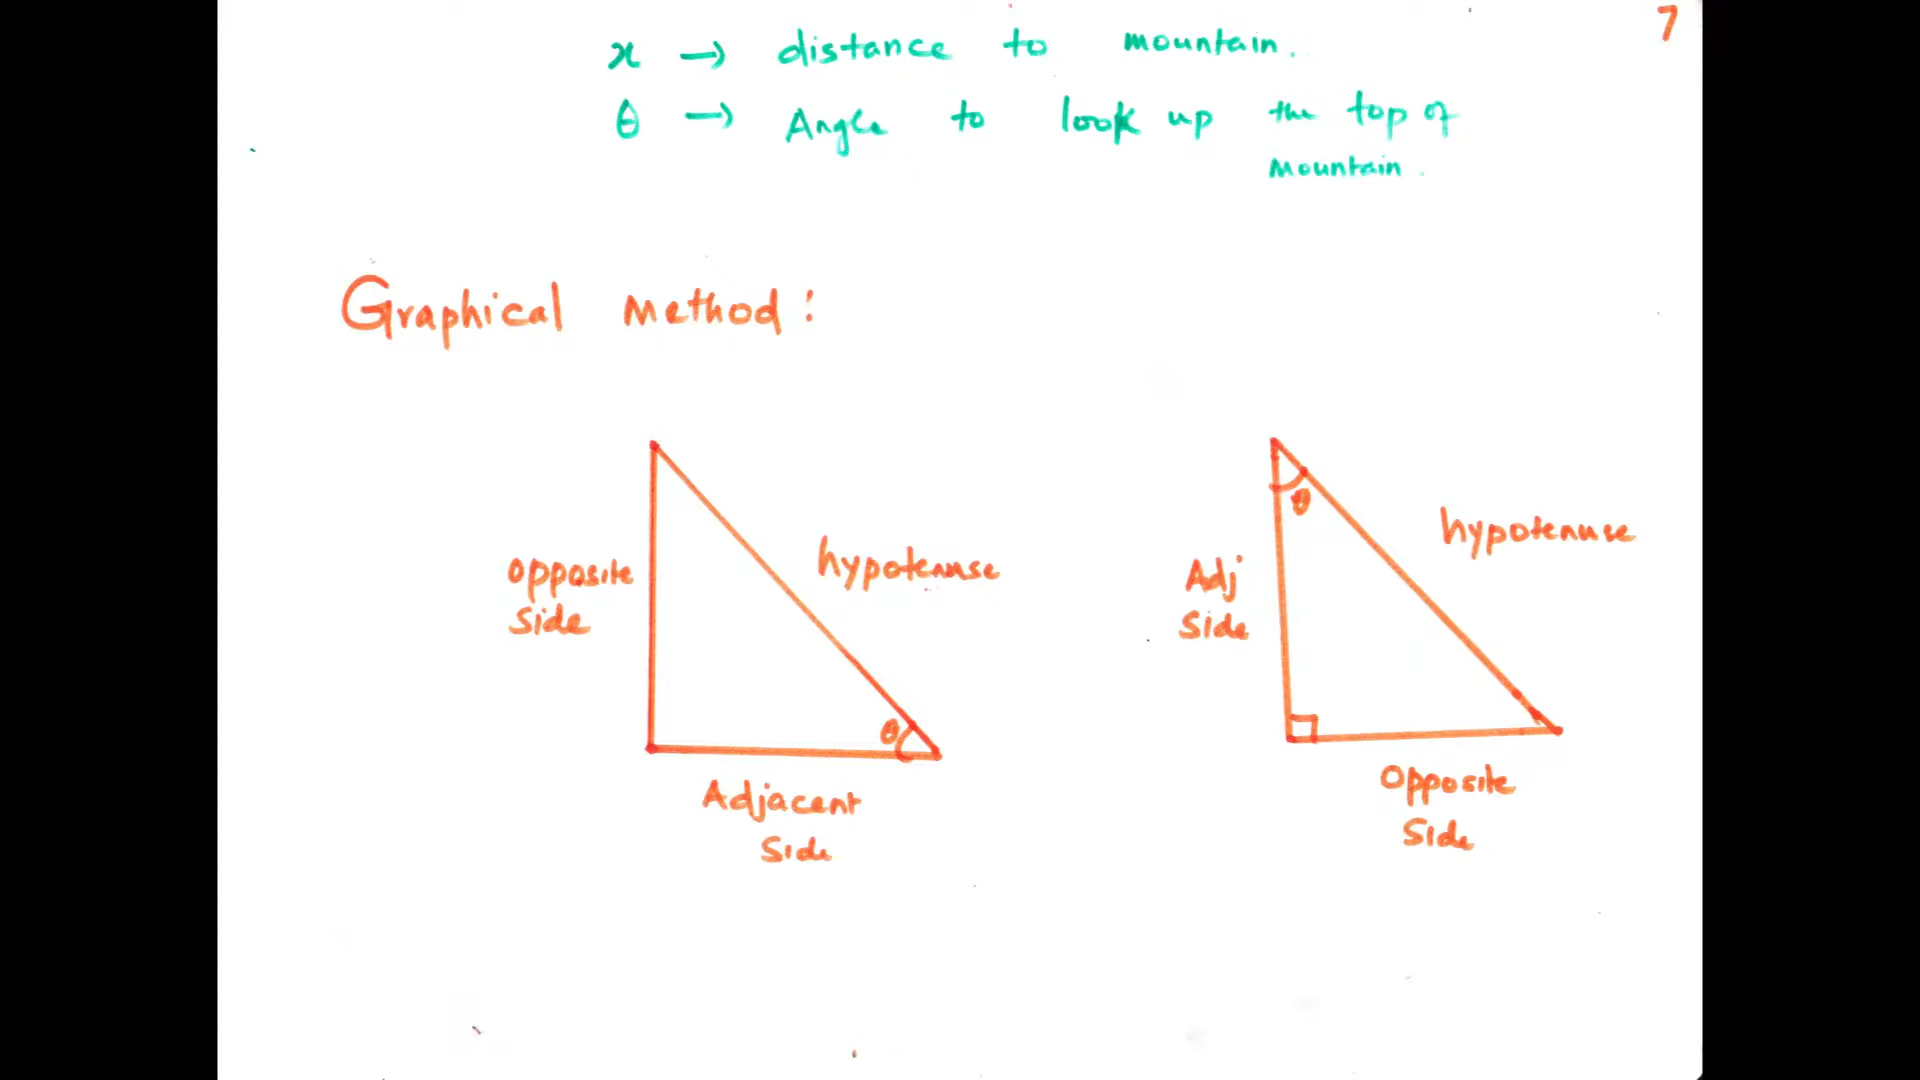 7
x → distance to mountain.
θ → Angle to look up the top of
mountain.
Graphical method:
opposite
side
hypotenuse
θ
Adjacent
Side
θ
hypotenuse
Adj
Side
Opposite
Side